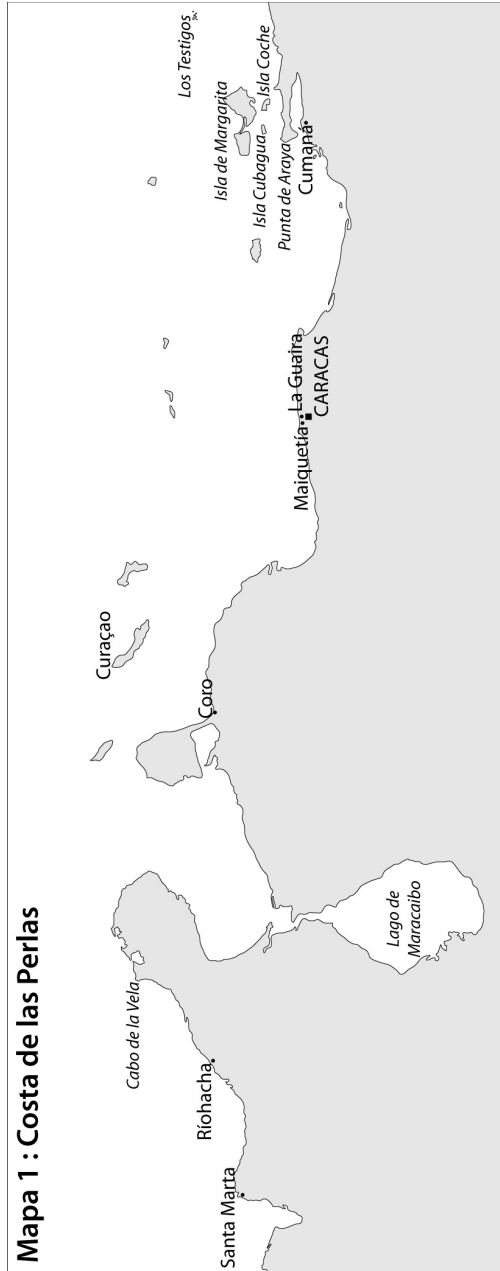 Mapa 1 : Costa de las Perlas
Santa Marta
Ríohacha
Cabo de la Vela
Lago de
Maracaibo
Coro
Curaçao
Maiquetía
La Guaira
CARACAS
Isla de Margarita
Los Testigos
Isla Cubagua
Isla Coche
Punta de Araya
Cumaná